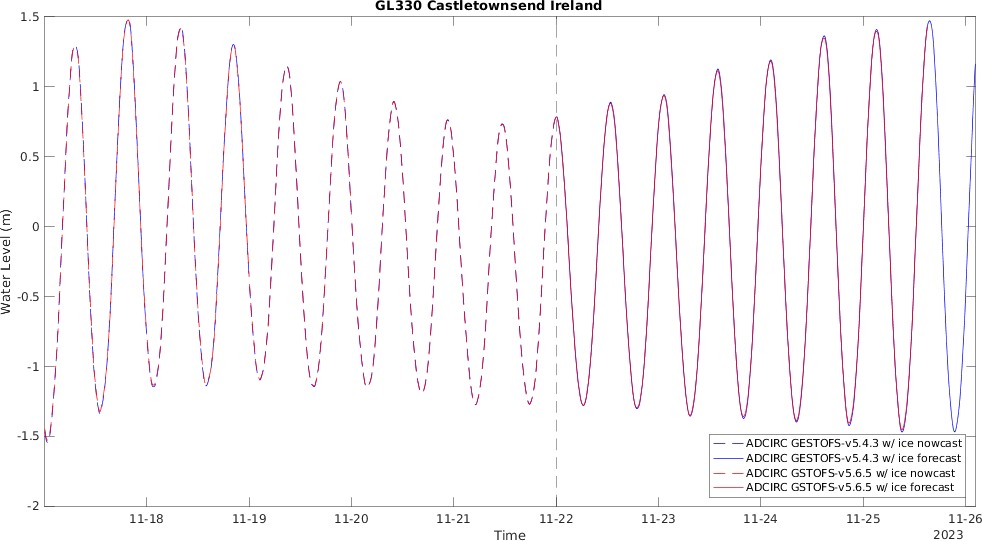 GL330 Castletownsend Ireland
1.5
1
0.5
0
-0.5
-1
-1.5
-2
Water Level (m)
11-18
11-19
11-20
11-21
11-22
11-23
11-24
11-25
11-26
Time
2023
ADCIRC GESTOFS-v5.4.3 w/ ice nowcast
ADCIRC GESTOFS-v5.4.3 w/ ice forecast
ADCIRC GSTOFS-v5.6.5 w/ ice nowcast
ADCIRC GSTOFS-v5.6.5 w/ ice forecast